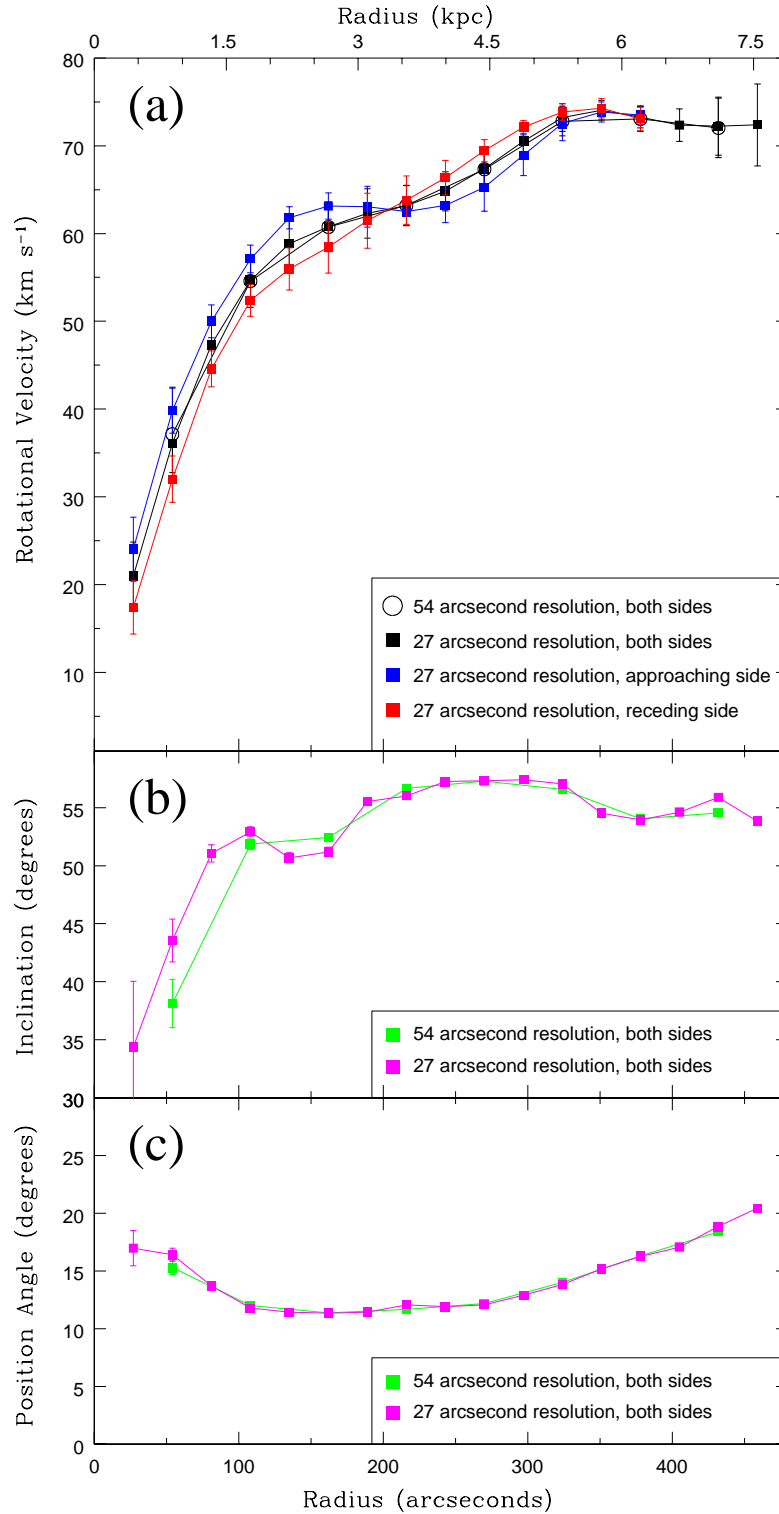 Radius (kpc)
0 1.5 3 4.5 6 7.5
80
(a)
70
60
50
40
30
20
10
Rotational Velocity (km s⁻¹)
54 arcsecond resolution, both sides
27 arcsecond resolution, both sides
27 arcsecond resolution, approaching side
27 arcsecond resolution, receding side
(b)
55
50
45
40
35
30
Inclination (degrees)
54 arcsecond resolution, both sides
27 arcsecond resolution, both sides
(c)
25
20
15
10
5
0
Position Angle (degrees)
54 arcsecond resolution, both sides
27 arcsecond resolution, both sides
0 100 200 300 400
Radius (arcseconds)